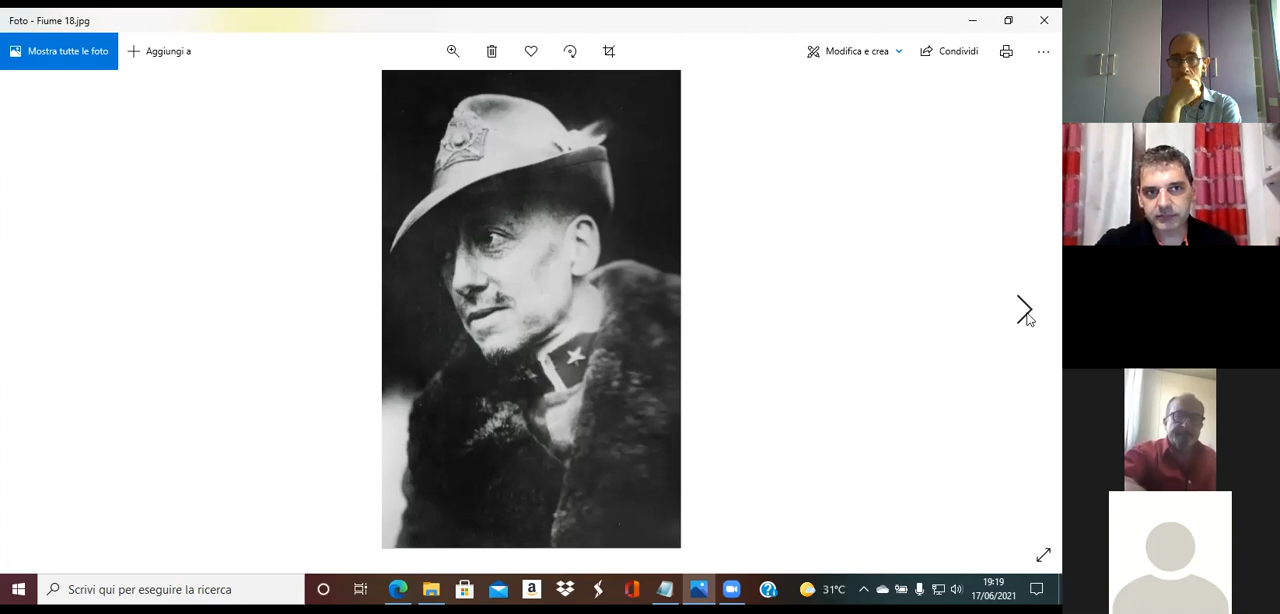 Foto - Fiume 18.jpg
Mostra tutte le foto
Aggiungi a
Modifica e crea
Condividi
Scrivi qui per eseguire la ricerca
a
31°C
19:19
17/06/2021